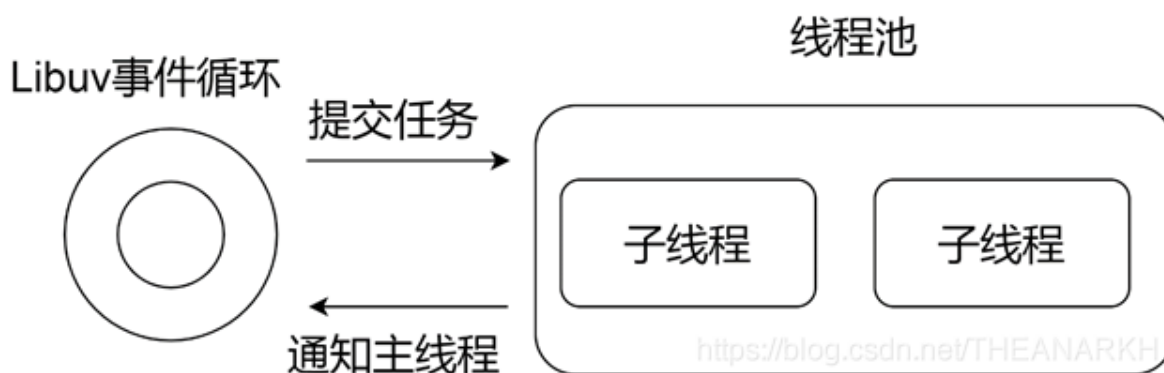 线程池
Libuv事件循环
提交任务
子线程
子线程
通知主线程
https://blog.csdn.net/THEANARKH